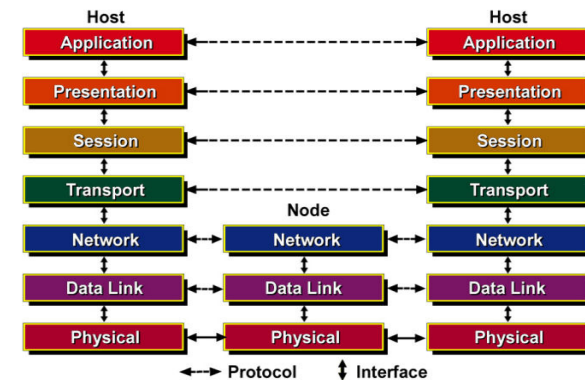 Host Host
Application Application
Presentation Presentation
Session Session
Transport Transport
Node
Network Network Network
Data Link Data Link Data Link
Physical Physical Physical
Protocol Interface